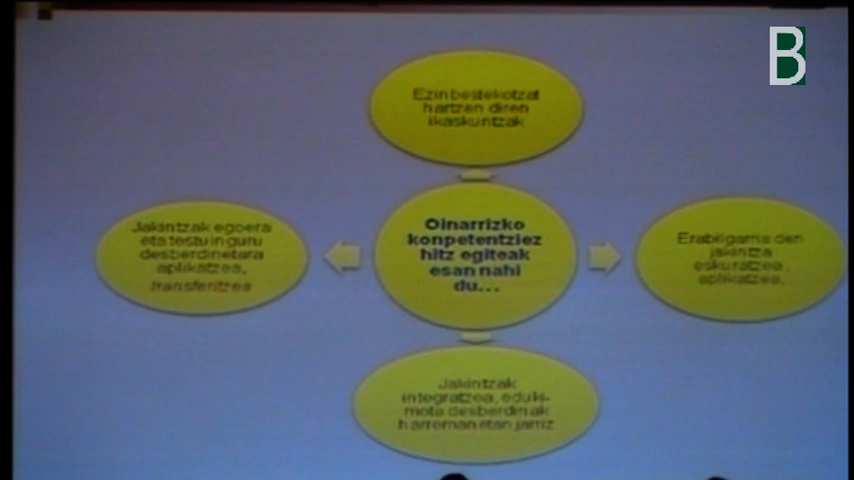 B
Ezinbestekotzat
hartzen diren
ikaskuntzak
Jakintzak egoera
eta testuinguru
desberdinetara
aplikatzea,
transferitzea
Oinarrizko
konpetentziez
hitz egiteak
esan nahi
du...
Erabilgarria den
jakintza
eskuratzea,
aplikatzea,
Jakintzak
integratzea, eduki-
mota desberdinak
harremanetan jarriz